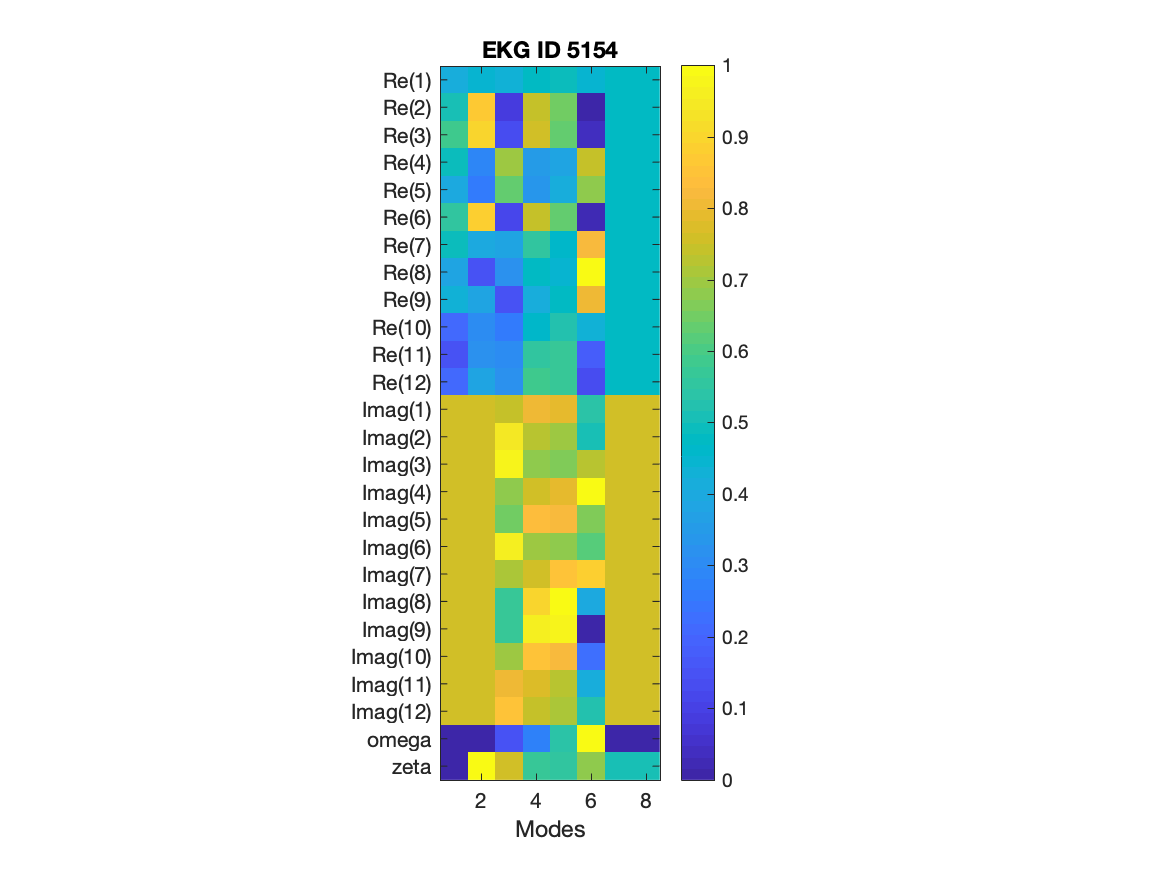 EKG ID 5154
Re(1)
Re(2)
Re(3)
Re(4)
Re(5)
Re(6)
Re(7)
Re(8)
Re(9)
Re(10)
Re(11)
Re(12)
Imag(1)
Imag(2)
Imag(3)
Imag(4)
Imag(5)
Imag(6)
Imag(7)
Imag(8)
Imag(9)
Imag(10)
Imag(11)
Imag(12)
omega
zeta
2 4 6 8
Modes
1
0.9
0.8
0.7
0.6
0.5
0.4
0.3
0.2
0.1
0